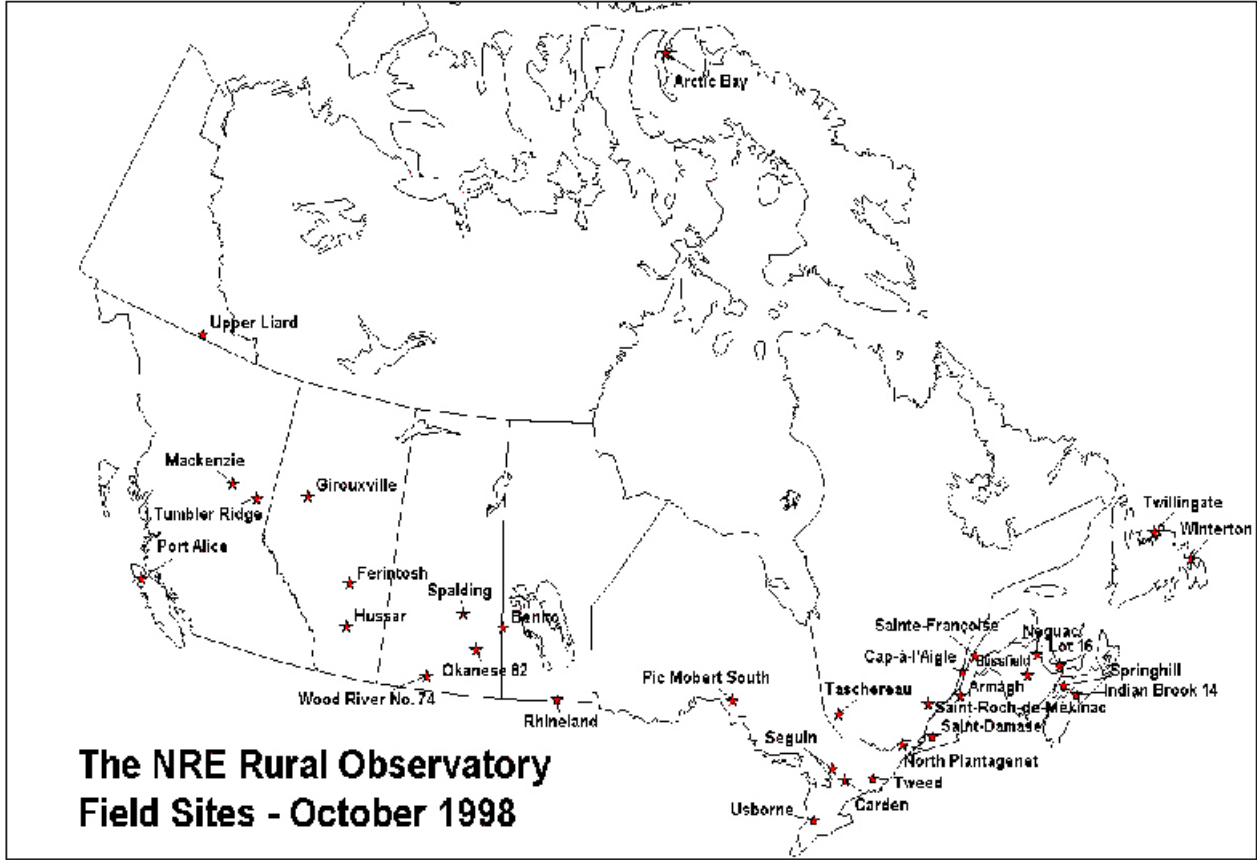 Arctic Bay
Upper Liard
Mackenzie
Girouxville
Tumbler Ridge
Port Alice
Twillingate
Winterton
Ferintosh
Spalding
Hussar
Benito
Sainte-Françoise
Neguac
Lot 16
Cap-à-l'Aigle
Blissfield
Okanese 82
Springhill
Pic Mobert South
Armagh
Indian Brook 14
Taschereau
Wood River No. 74
Saint-Roch-de-Mékinac
Rhineland
Saint-Damase
Seguin
North Plantagenet
Tweed
Carden
Usborne
The NRE Rural Observatory
Field Sites - October 1998